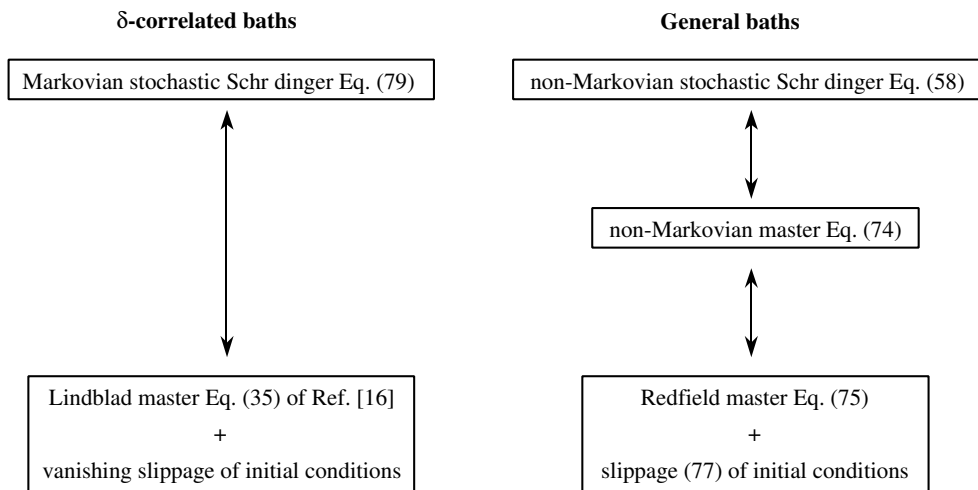 δ-correlated baths
Markovian stochastic Schr dinger Eq. (79)
Lindblad master Eq. (35) of Ref. [16]
+
vanishing slippage of initial conditions
General baths
non-Markovian stochastic Schr dinger Eq. (58)
non-Markovian master Eq. (74)
Redfield master Eq. (75)
+
slippage (77) of initial conditions